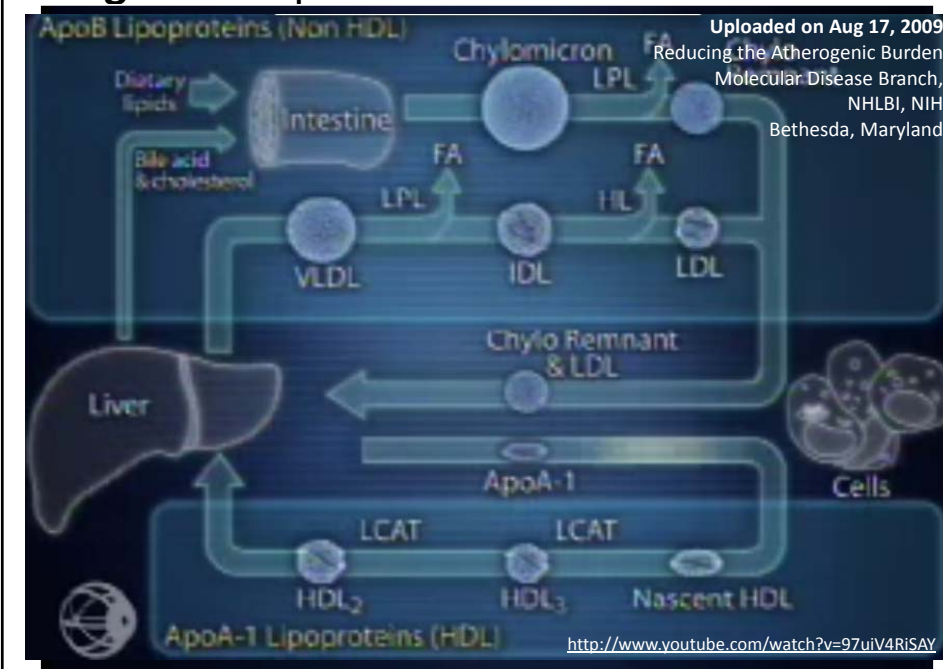 ApoB Lipoproteins (Non HDL)
Uploaded on Aug 17, 2009
Reducing the Atherogenic Burden
Molecular Disease Branch,
NHLBI, NIH
Bethesda, Maryland
Chylomicron
FA
LPL
Dietary
lipids
Intestine
Bile acid
& cholesterol
FA
FA
LPL
HL
VLDL
IDL
LDL
Chylo Remnant
& LDL
Liver
ApoA-1
Cells
LCAT
LCAT
HDL2
HDL3
Nascent HDL
ApoA-1 Lipoproteins (HDL)
http://www.youtube.com/watch?v=97uiV4RiSAY